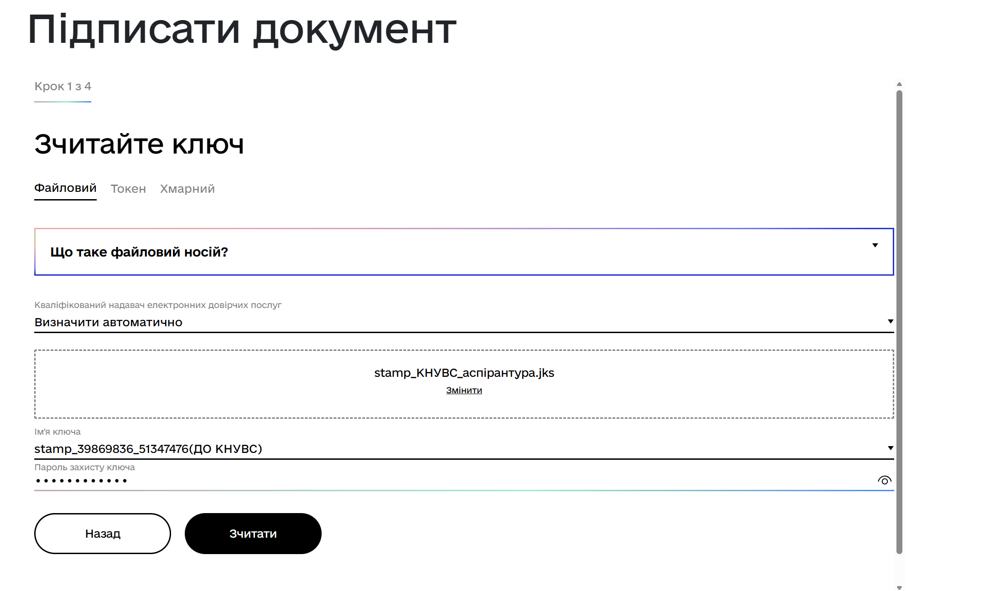 Підписати документ
Крок 1 з 4
Зчитайте ключ
Файловий Токен Хмарний
Що таке файловий носій?
Кваліфікований надавач електронних довірчих послуг
Визначити автоматично
stamp_КНУВС_аспірантура.jks
Змінити
Ім'я ключа
stamp_39869836_51347476(ДО КНУВС)
Пароль захисту ключа
••••••••••••
Назад Зчитати